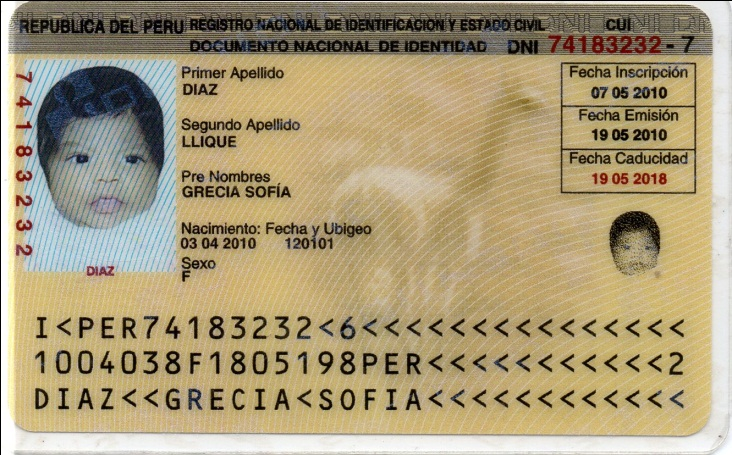 REPUBLICA DEL PERU REGISTRO NACIONAL DE IDENTIFICACION Y ESTADO CIVIL CUI
DOCUMENTO NACIONAL DE IDENTIDAD DNI 74183232 - 7
74183232
Primer Apellido
DIAZ
Segundo Apellido
LLIQUE
Pre Nombres
GRECIA SOFÍA
Nacimiento: Fecha y Ubigeo
03 04 2010 120101
Sexo
F
DIAZ
Fecha Inscripción
07 05 2010
Fecha Emisión
19 05 2010
Fecha Caducidad
19 05 2018
I<PER74183232<6<<<<<<<<<<<<<<<
1004038F1805198PER<<<<<<<<<<<2
DIAZ<<GRECIA<SOFIA<<<<<<<<<<<<